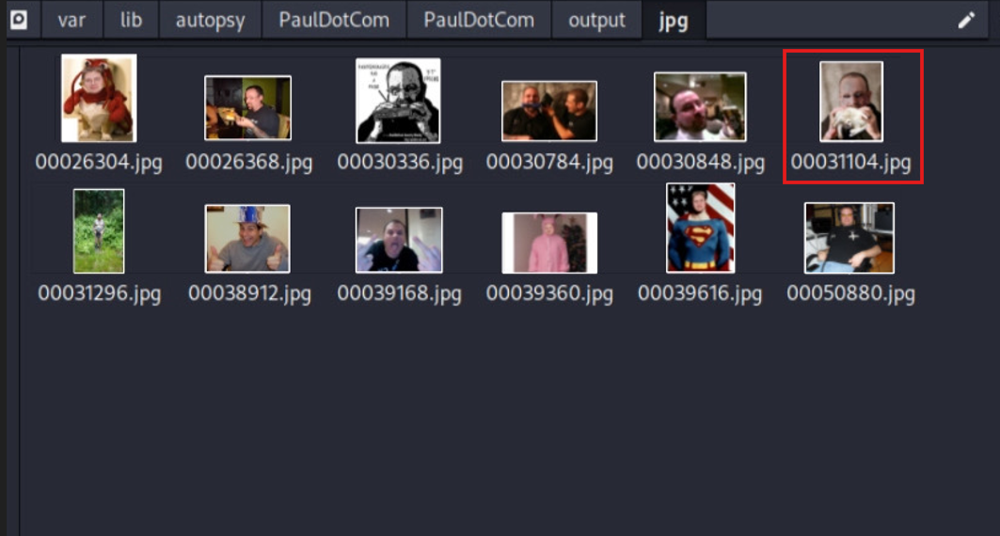 var lib autopsy PaulDotCom PaulDotCom output jpg
00026304.jpg 00026368.jpg 00030336.jpg 00030784.jpg 00030848.jpg 00031104.jpg
00031296.jpg 00038912.jpg 00039168.jpg 00039360.jpg 00039616.jpg 00050880.jpg